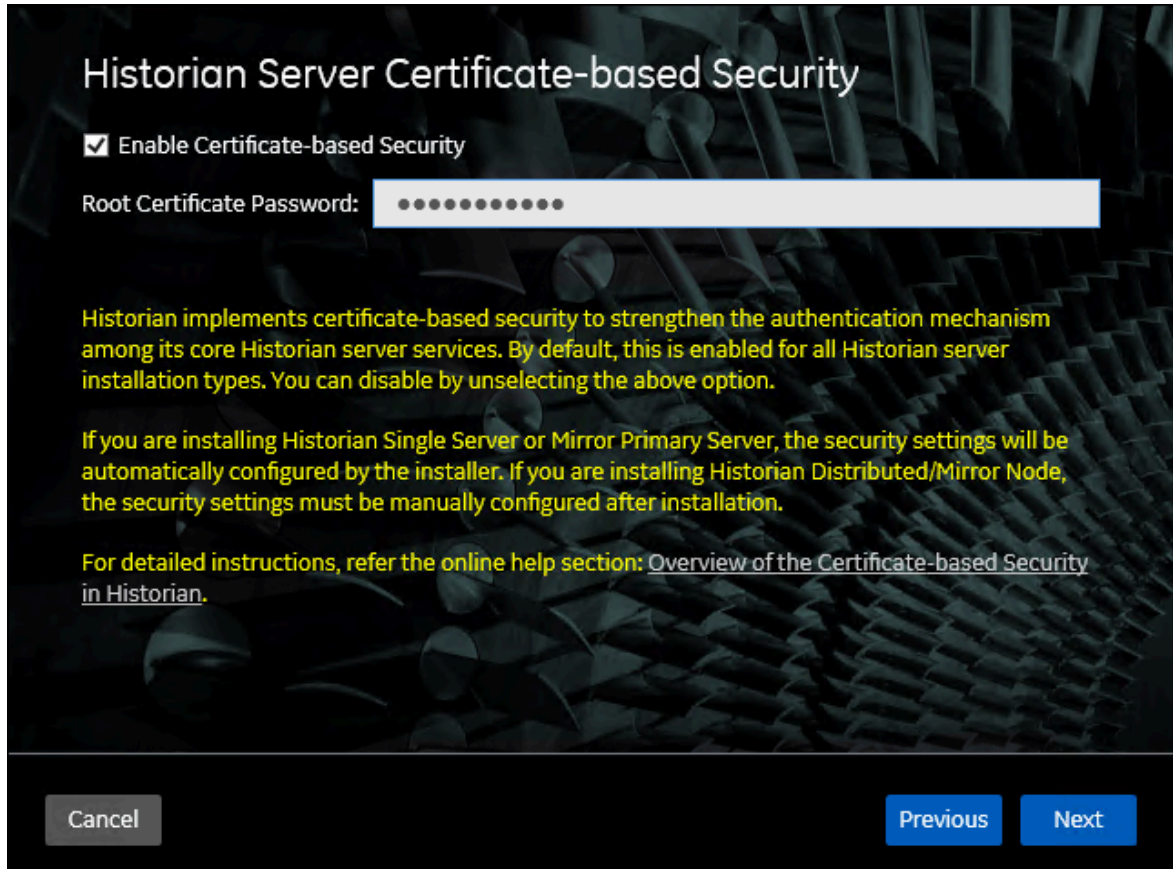 Historian Server Certificate-based Security
Enable Certificate-based Security
Root Certificate Password: ●●●●●●●●●●●
Historian implements certificate-based security to strengthen the authentication mechanism
among its core Historian server services. By default, this is enabled for all Historian server
installation types. You can disable by unselecting the above option.
If you are installing Historian Single Server or Mirror Primary Server, the security settings will be
automatically configured by the installer. If you are installing Historian Distributed/Mirror Node,
the security settings must be manually configured after installation.
For detailed instructions, refer the online help section: Overview of the Certificate-based Security
in Historian.
Cancel
Previous
Next